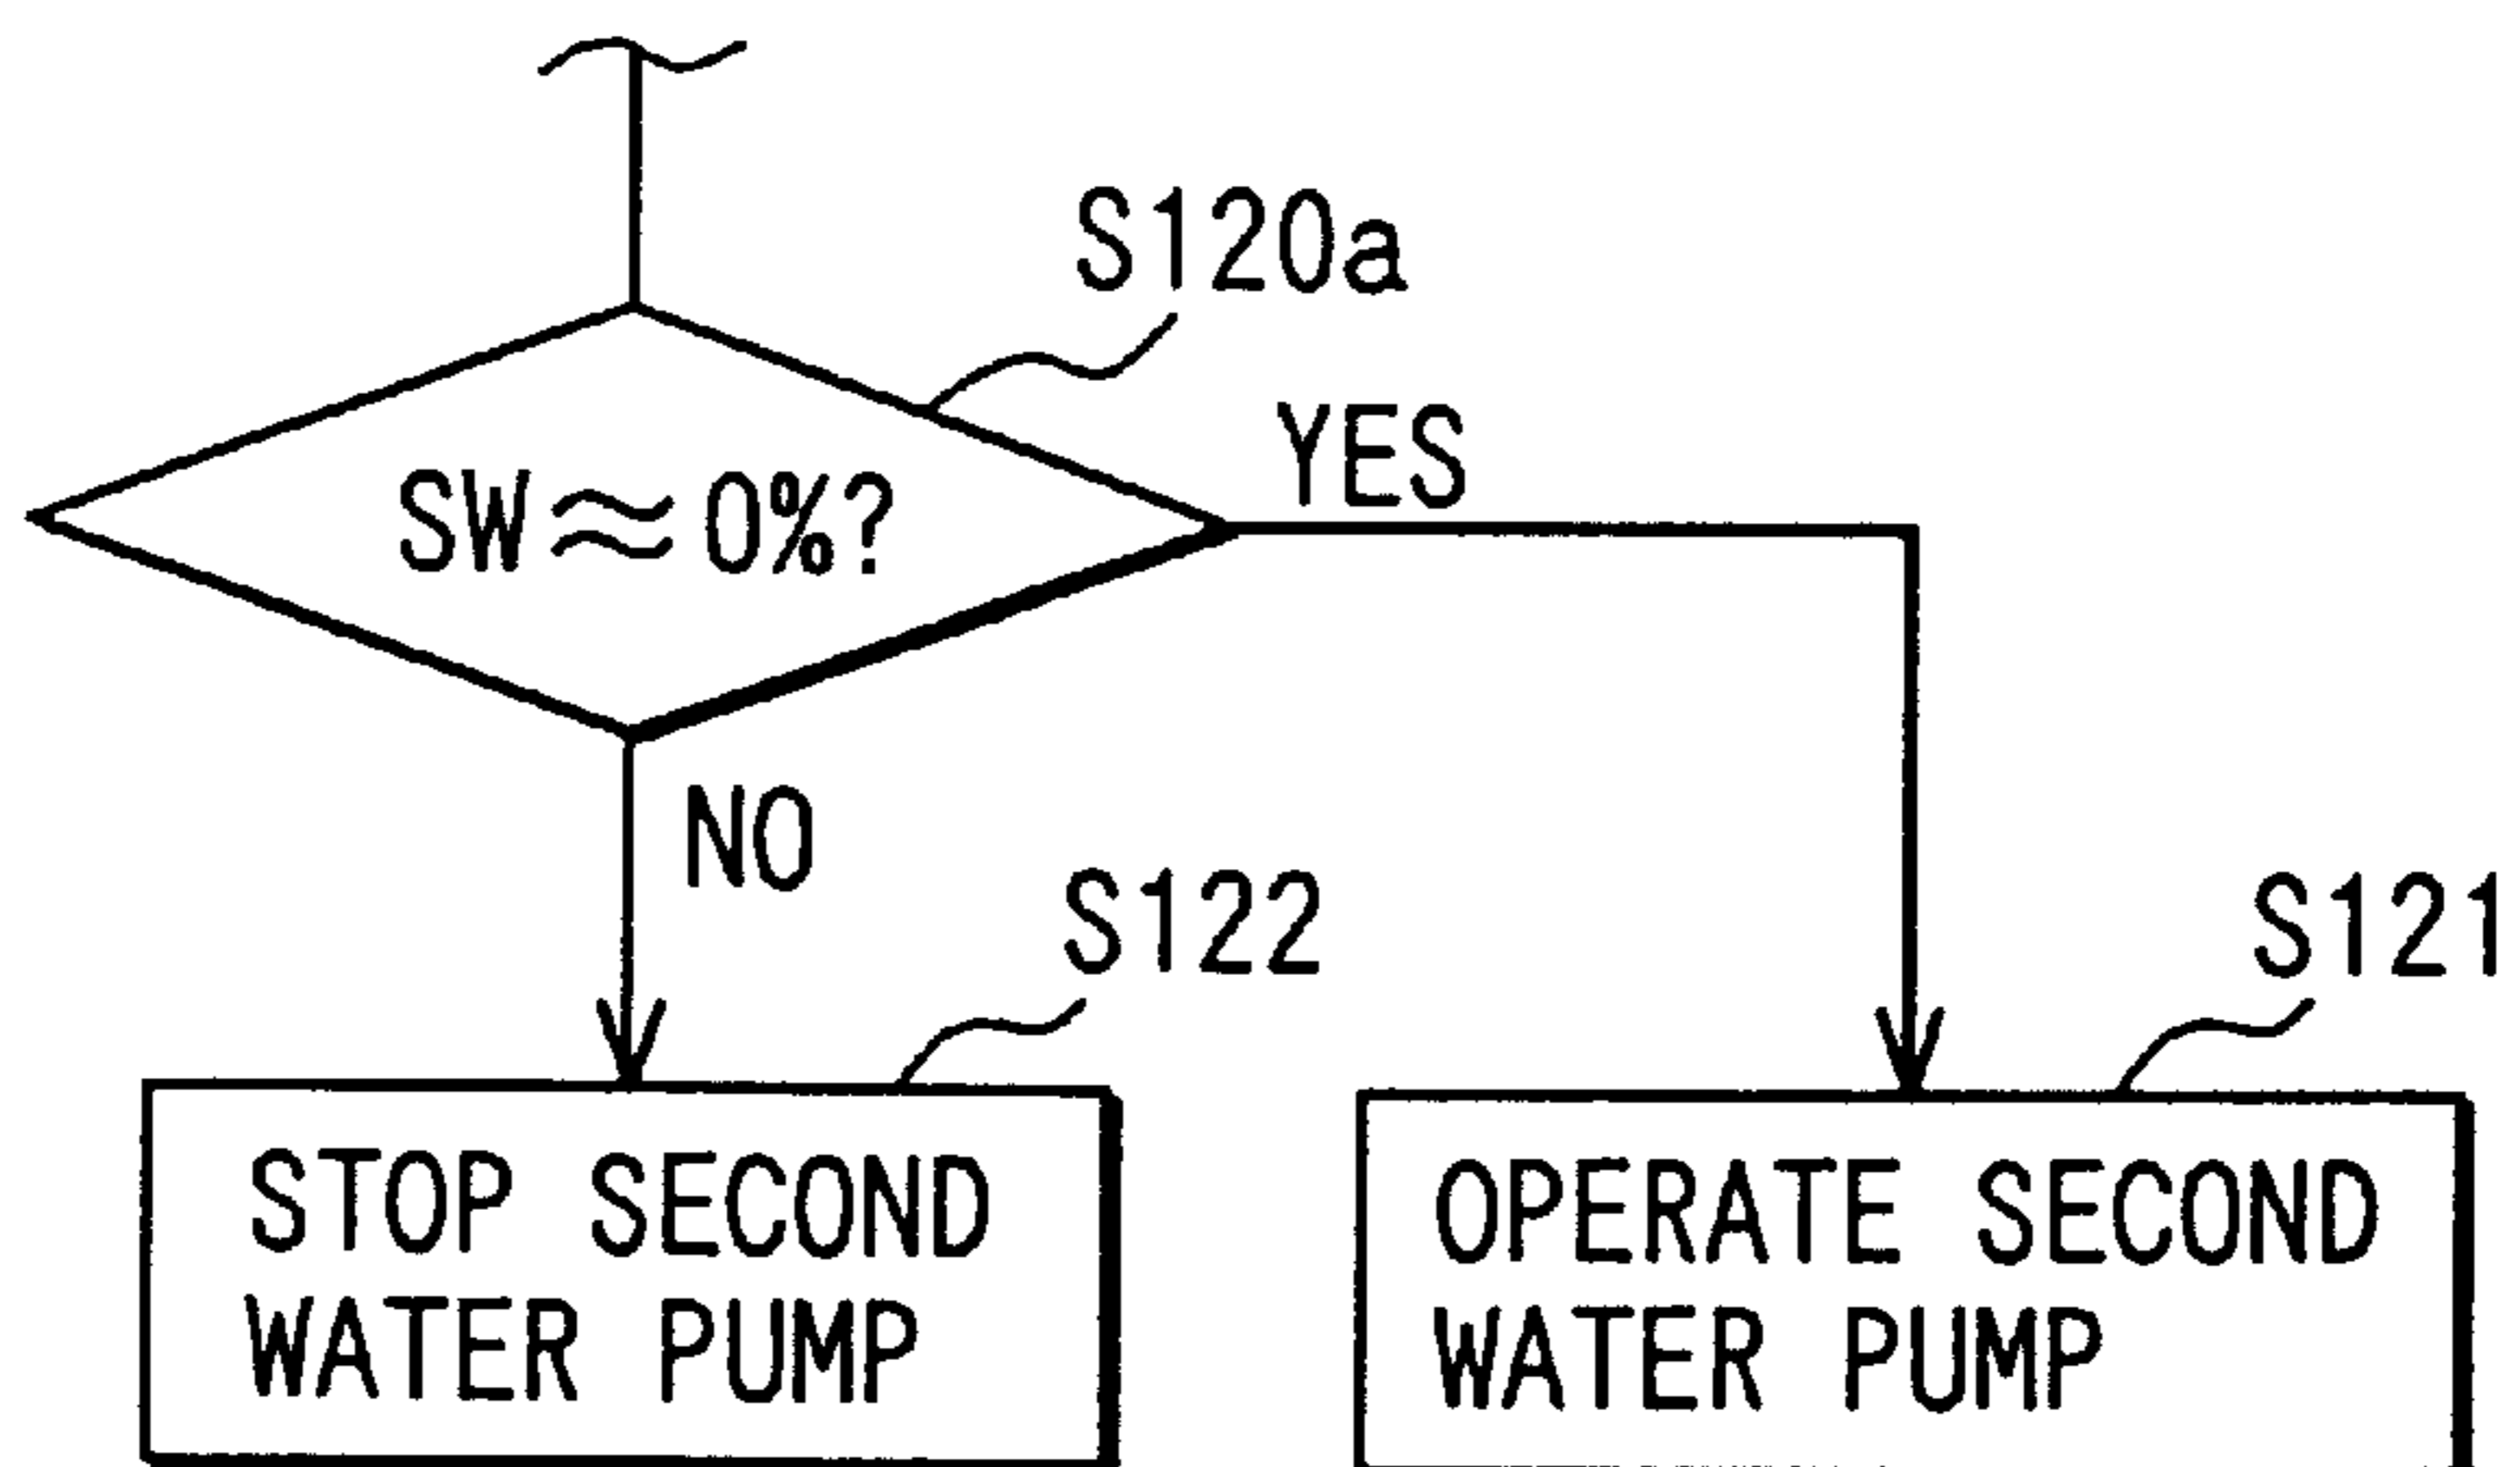 S120a
YES
SW≈0%?
NO
S122
S121
STOP SECOND
WATER PUMP
OPERATE SECOND
WATER PUMP